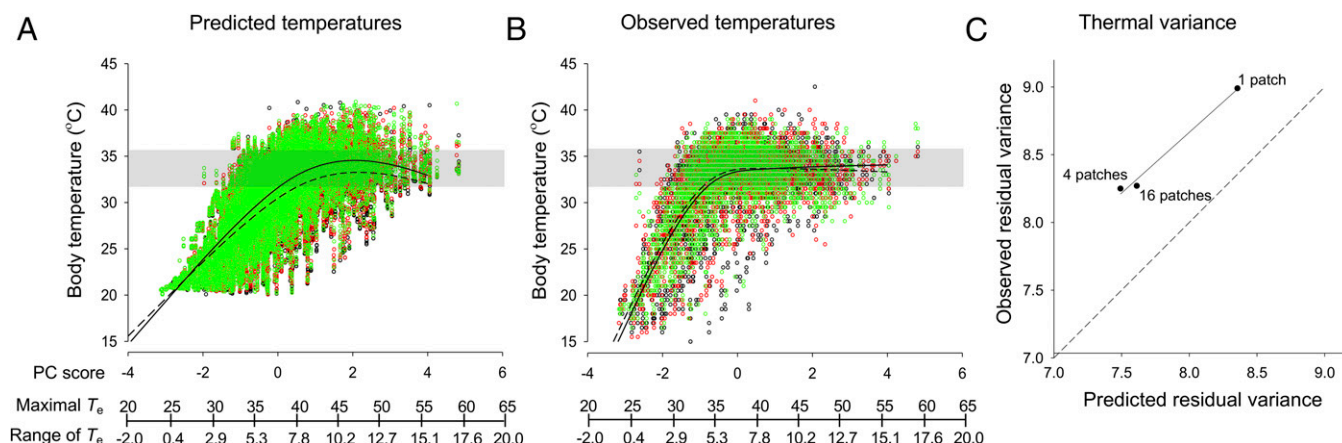 A
Predicted temperatures
Body temperature (°C)
45
40
35
30
25
20
15
PC score
-4 -2 0 2 4 6
Maximal Te
20 25 30 35 40 45 50 55 60 65
Range of Te
-2.0 0.4 2.9 5.3 7.8 10.2 12.7 15.1 17.6 20.0
B
Observed temperatures
Body temperature (°C)
45
40
35
30
25
20
15
-4 -2 0 2 4 6
20 25 30 35 40 45 50 55 60 65
-2.0 0.4 2.9 5.3 7.8 10.2 12.7 15.1 17.6 20.0
C
Thermal variance
Observed residual variance
9.0
8.5
8.0
7.0
1 patch
4 patches
16 patches
7.0 7.5 8.0 8.5 9.0
Predicted residual variance